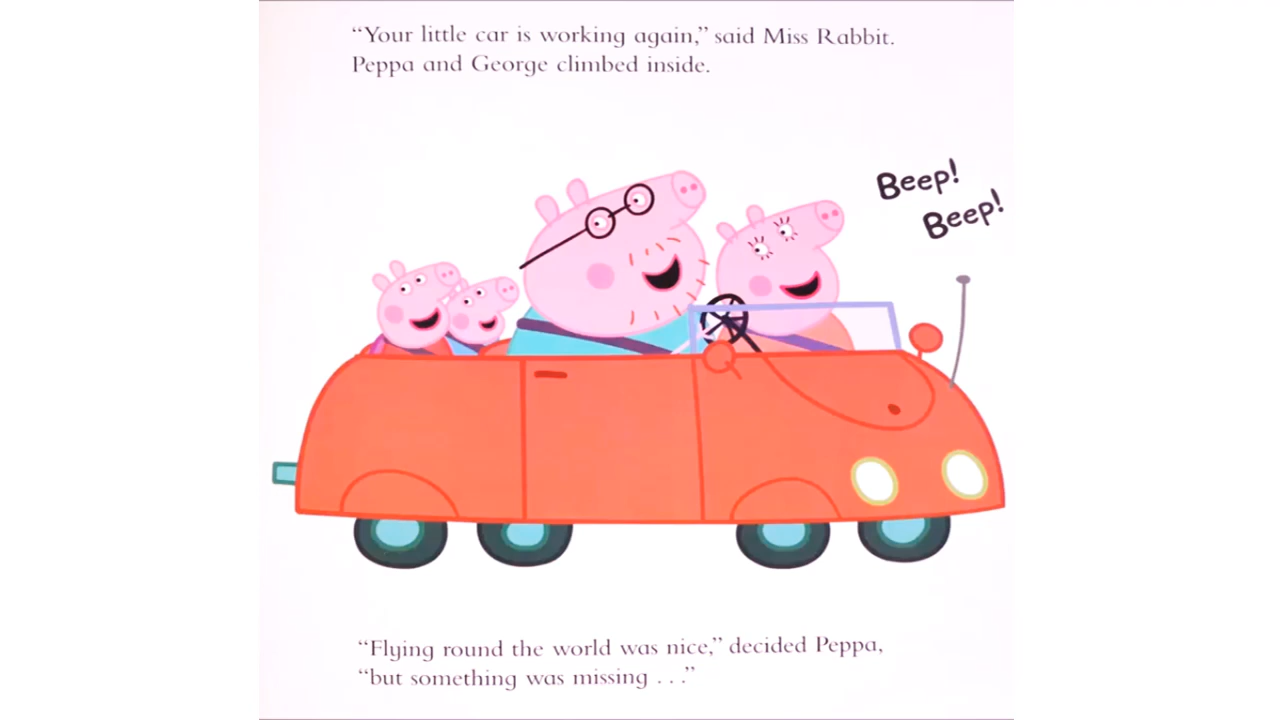 “Your little car is working again,” said Miss Rabbit.
Peppa and George climbed inside.
Beep!
Beep!
“Flying round the world was nice,” decided Peppa,
“but something was missing . . .”